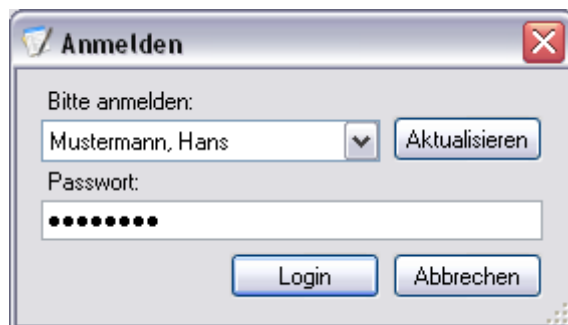 Anmelden
Bitte anmelden:
Mustermann, Hans
Aktualisieren
Passwort:
●●●●●●●●
Login
Abbrechen